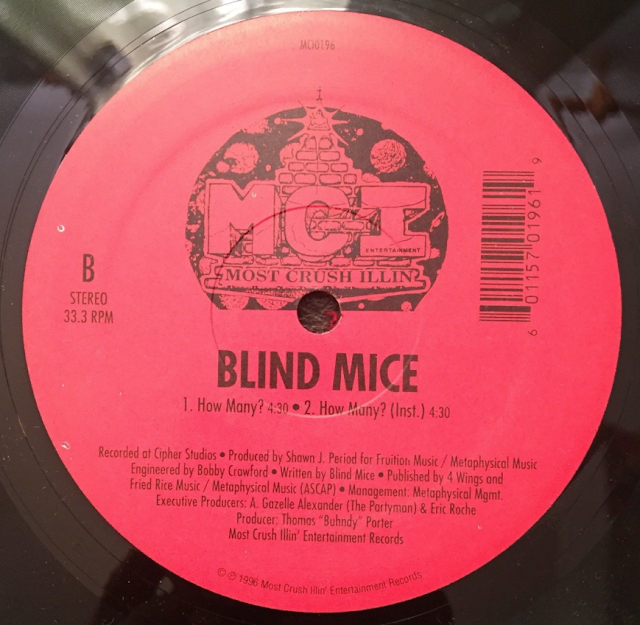 MCI0196
MCI
ENTERTAINMENT
MOST CRUSH ILLIN'
B
STEREO
33.3 RPM
6 01157 01961 9
BLIND MICE
1. How Many? 4:30 • 2. How Many? (Inst.) 4:30
Recorded at Cipher Studios • Produced by Shawn J. Period for Fruition Music / Metaphysical Music
Engineered by Bobby Crawford • Written by Blind Mice • Published by 4 Wings and
Fried Rice Music / Metaphysical Music (ASCAP) • Management: Metaphysical Mgmt.
Executive Producers: A. Gazelle Alexander (The Partyman) & Eric Roche
Producer: Thomas "Buhndy" Porter
Most Crush Illin' Entertainment Records
© ℗ 1996 Most Crush Illin' Entertainment Records